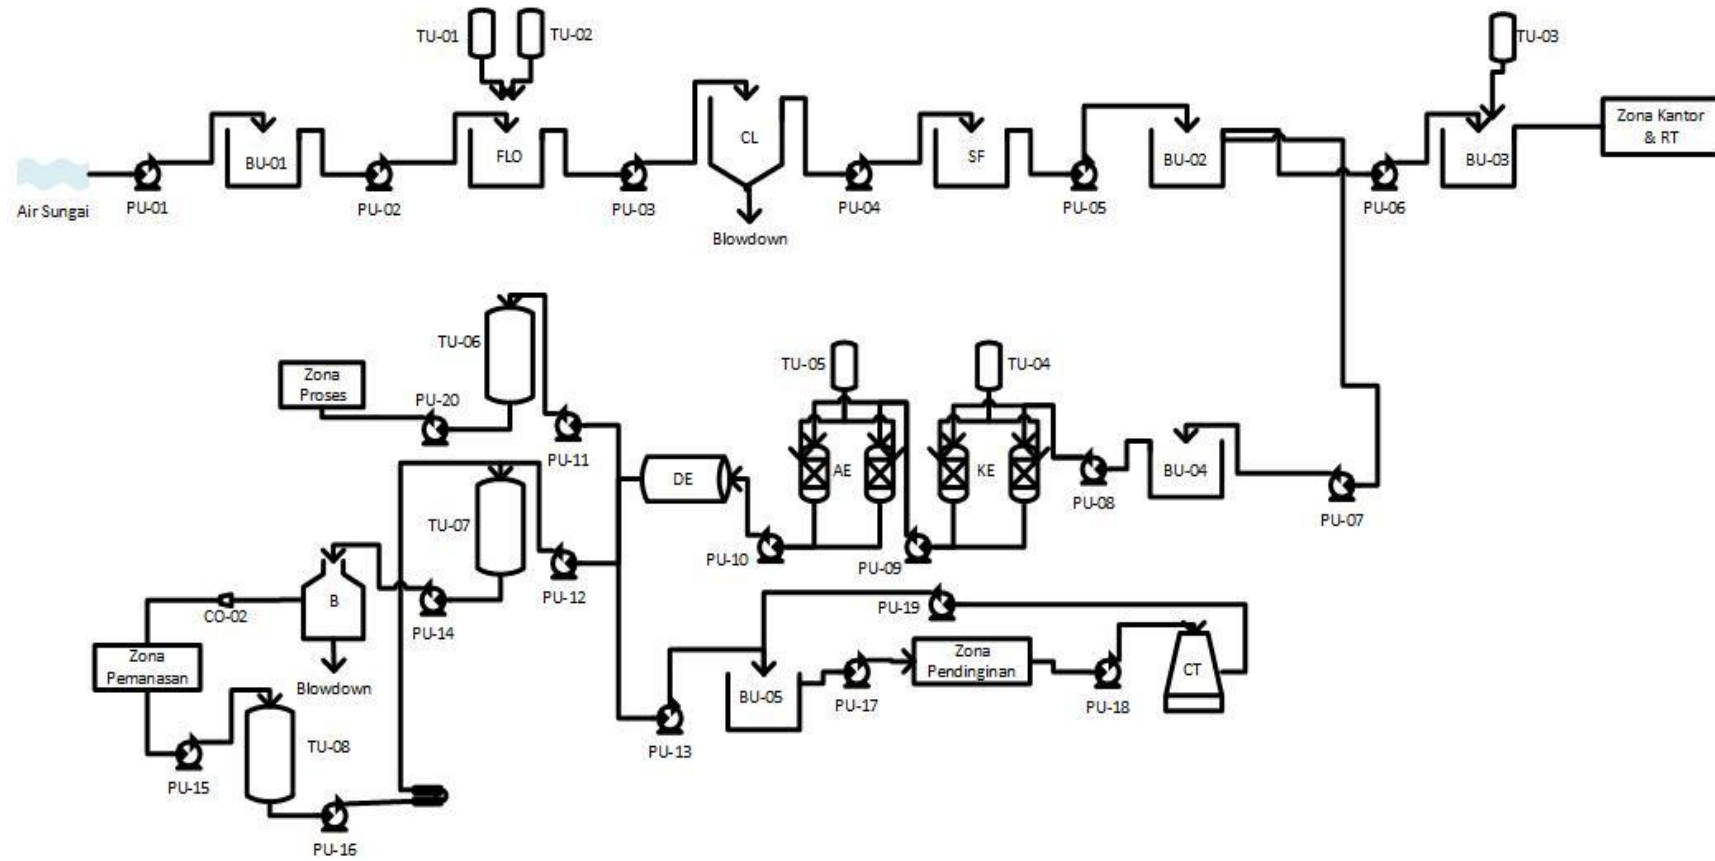 TU-01
TU-02
TU-03
BU-01
FLO
CL
SF
BU-02
BU-03
Zona Kantor
& RT
Air Sungai
PU-01
PU-02
PU-03
PU-04
PU-05
PU-06
Blowdown
TU-06
Zona
Proses
PU-20
PU-11
TU-05
TU-04
AE
KE
PU-08
BU-04
PU-07
DE
PU-10
PU-09
TU-07
PU-12
PU-14
B
CO-02
Zona
Pemanasan
Blowdown
PU-19
Zona
Pendinginan
CT
BU-05
PU-17
PU-18
PU-13
TU-08
PU-15
PU-16